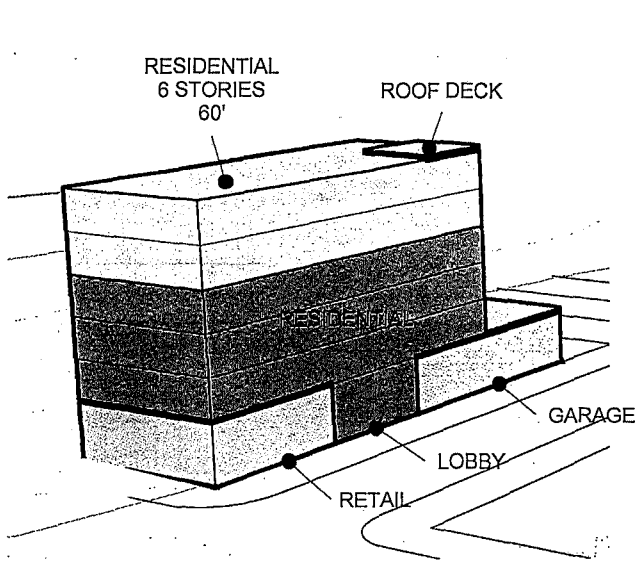 RESIDENTIAL
6 STORIES
60'
ROOF DECK
RESIDENTIAL
GARAGE
LOBBY
RETAIL